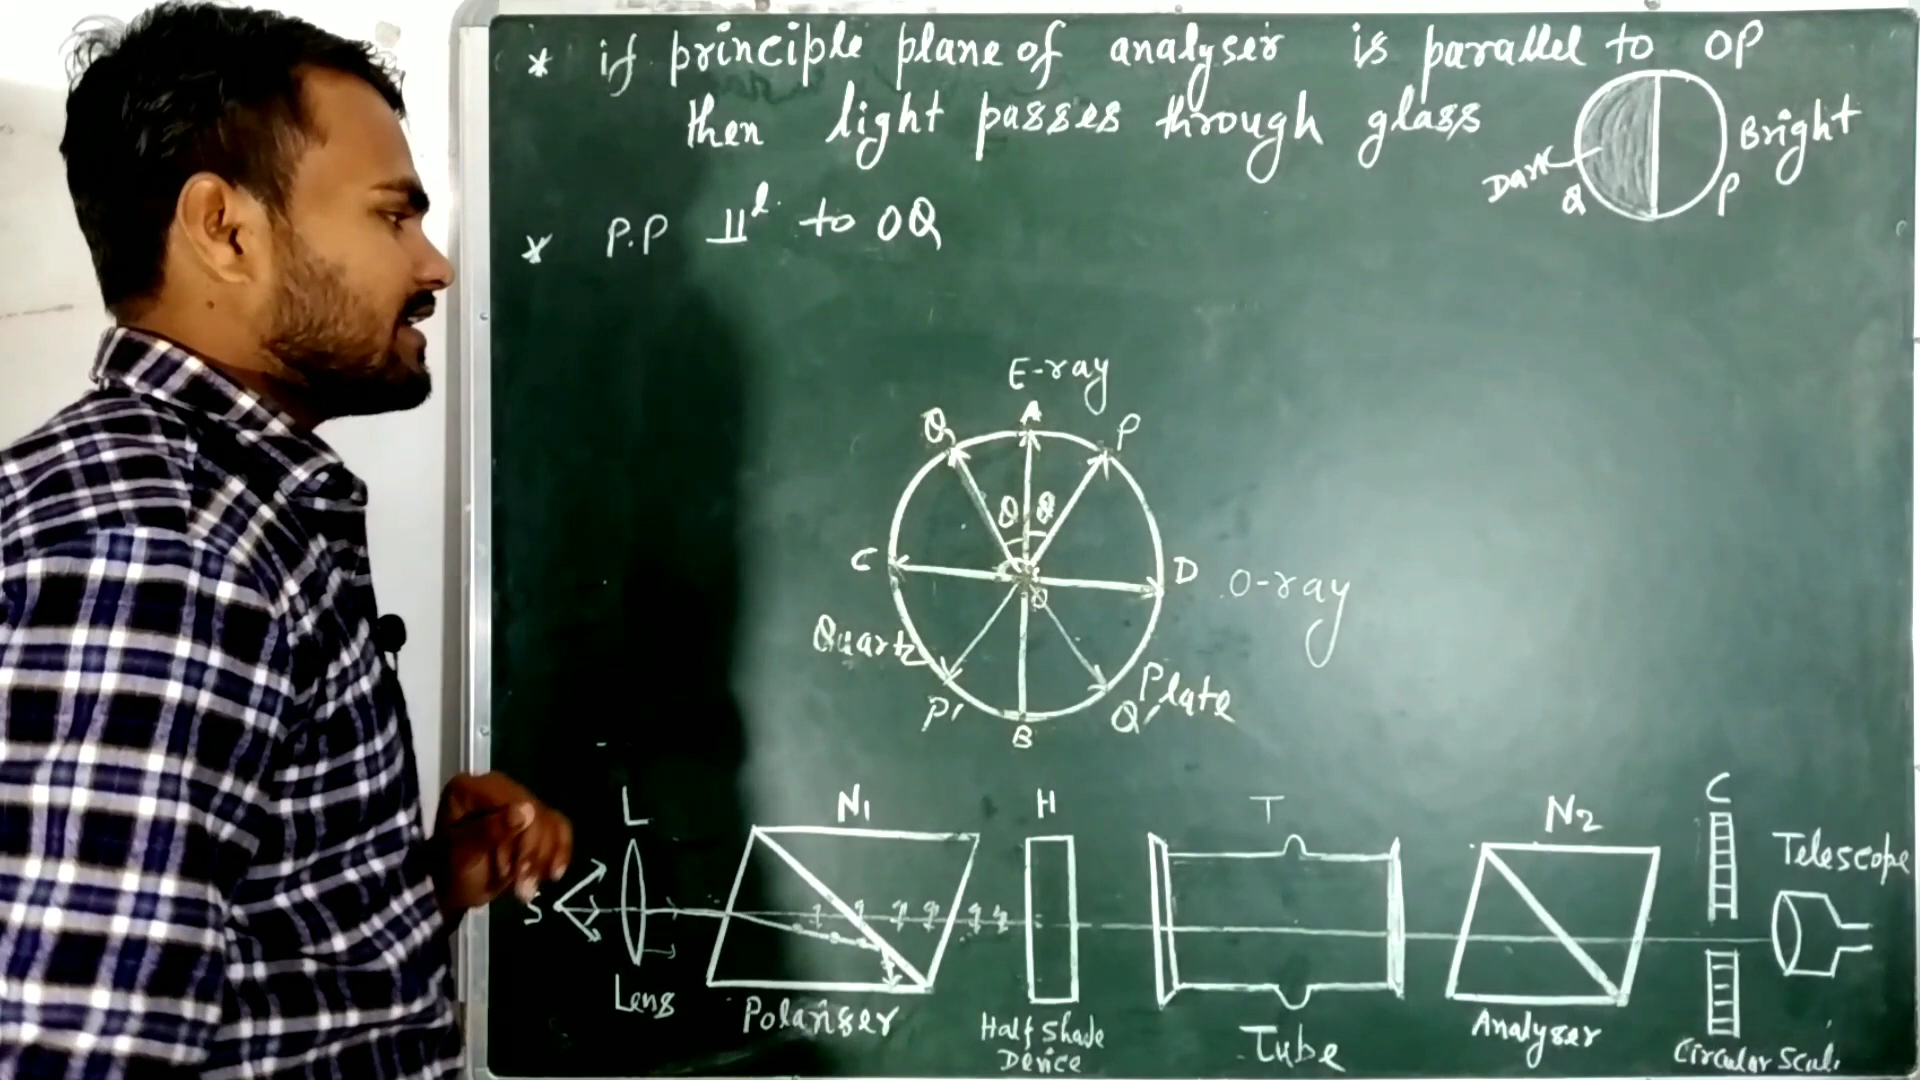 * if principle plane of analyser is parallel to OP
then light passes through glass
Bright
Dark
Q
P
* P.P ||l to OQ
E-ray
Q
A
P
θ θ
C
D
O-ray
O
Quartz
Plate
P'
Q'
B
L
N1
H
T
N2
C
Telescope
S
Lens
Polariser
Half Shade
Device
Tube
Analyser
Circular Scal